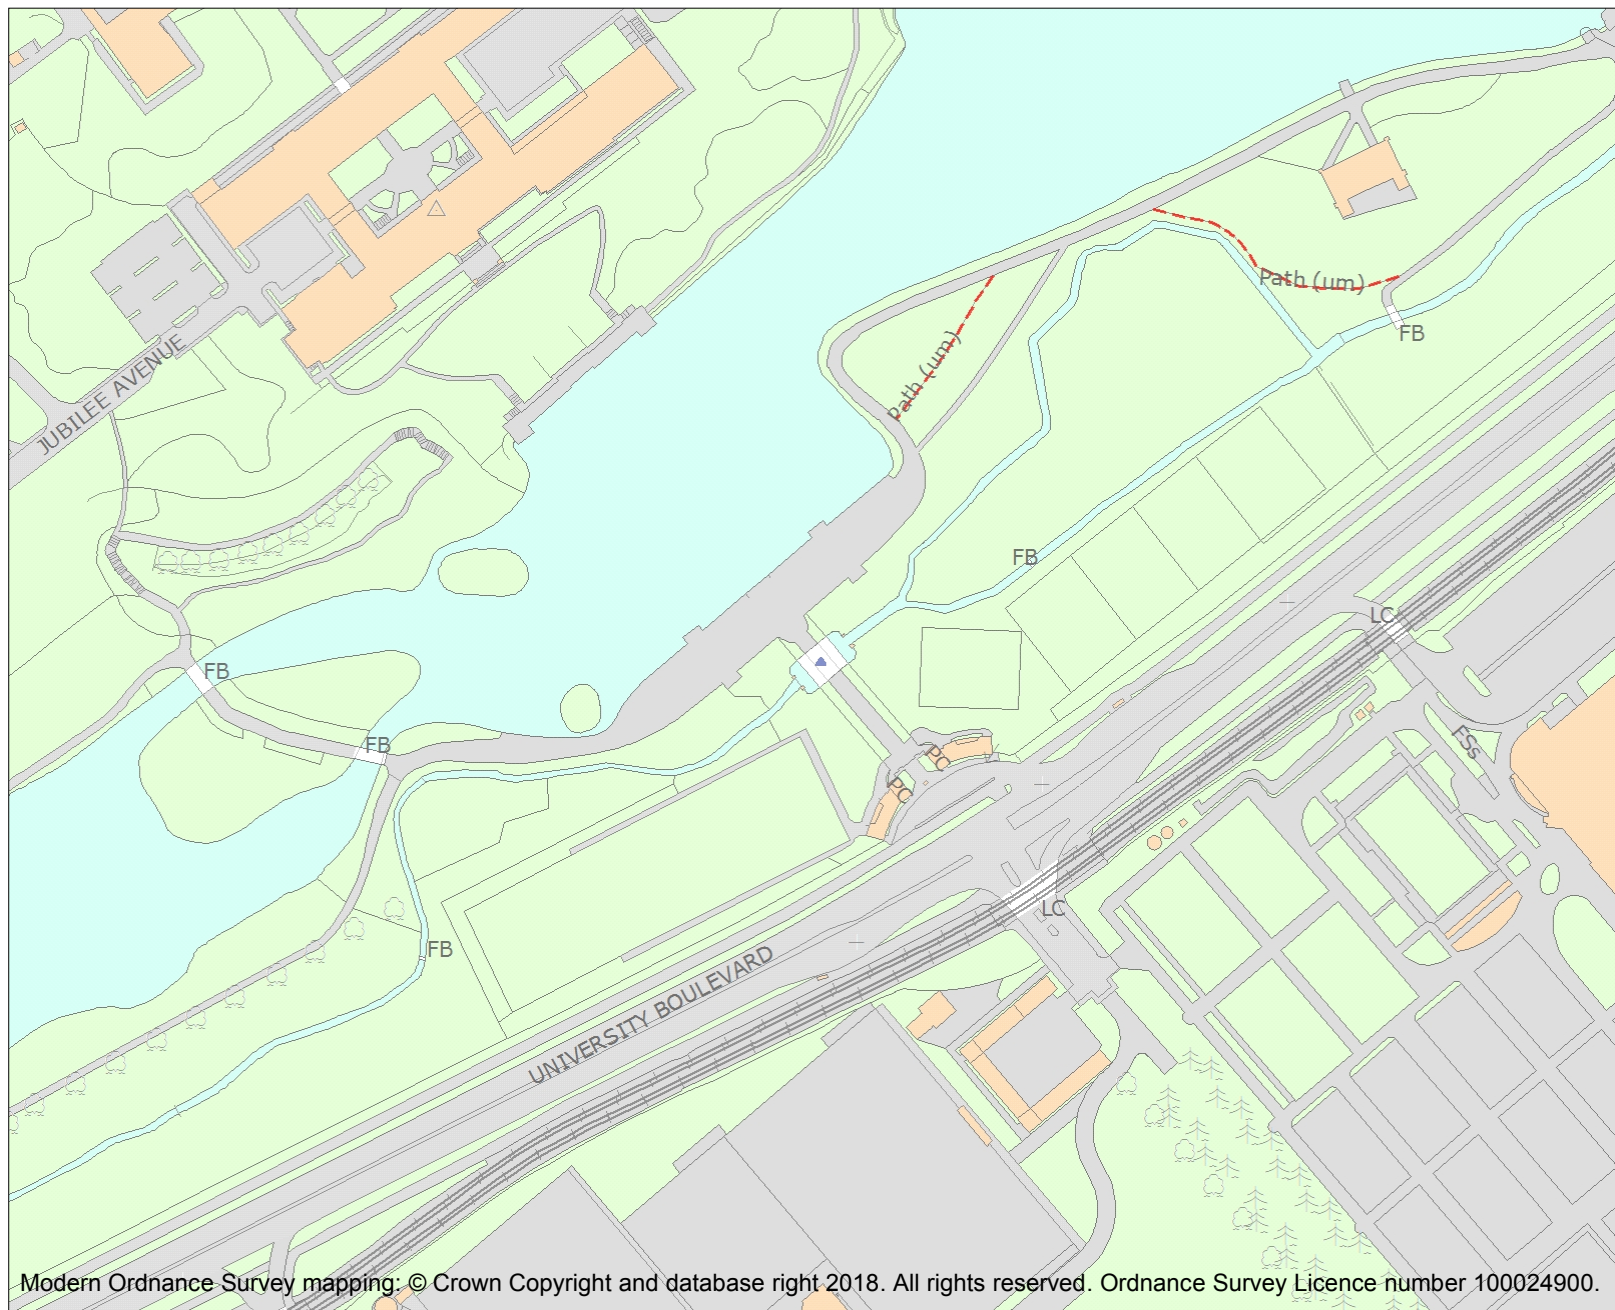 Path (um)
FB
JUBILEE AVENUE
Path (um)
FB
LC
FB
FB
PC
PC
FSs
LC
FB
UNIVERSITY BOULEVARD
Modern Ordnance Survey mapping: © Crown Copyright and database right 2018. All rights reserved. Ordnance Survey Licence number 100024900.